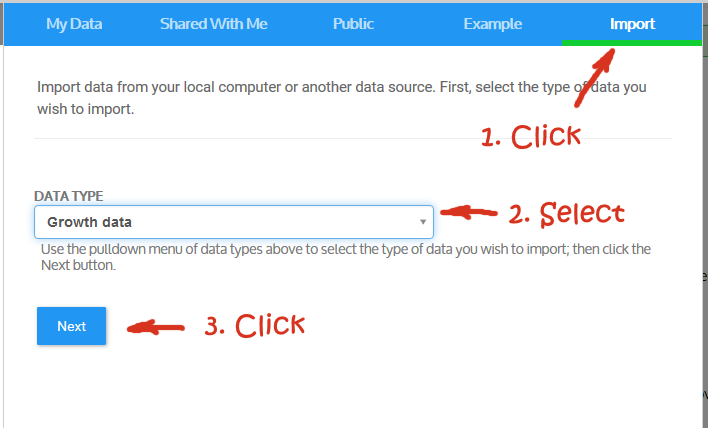 My Data Shared With Me Public Example Import
Import data from your local computer or another data source. First, select the type of data you
wish to import.
1. Click
DATA TYPE
Growth data
2. Select
Use the pulldown menu of data types above to select the type of data you wish to import; then click the
Next button.
Next
3. Click